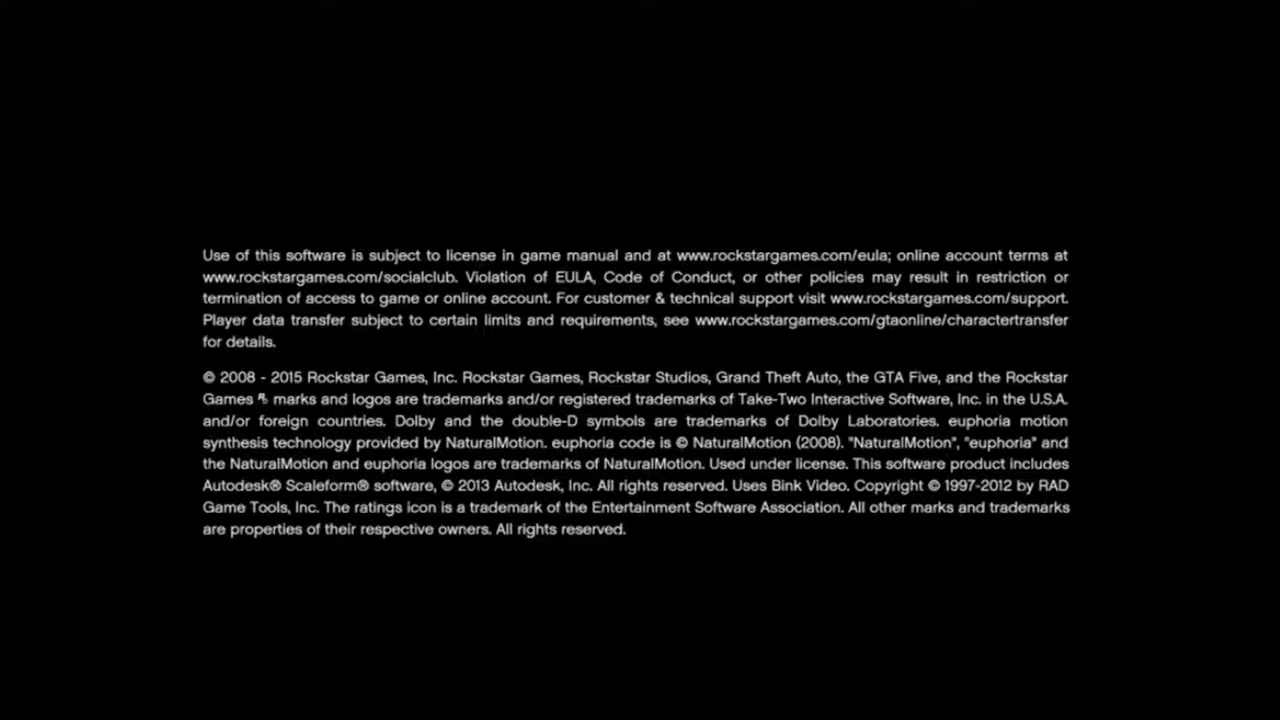 Use of this software is subject to license in game manual and at www.rockstargames.com/eula; online account terms at
www.rockstargames.com/socialclub. Violation of EULA, Code of Conduct, or other policies may result in restriction or
termination of access to game or online account. For customer & technical support visit www.rockstargames.com/support.
Player data transfer subject to certain limits and requirements, see www.rockstargames.com/gtaonline/charactertransfer
for details.
© 2008 - 2015 Rockstar Games, Inc. Rockstar Games, Rockstar Studios, Grand Theft Auto, the GTA Five, and the Rockstar
Games R* marks and logos are trademarks and/or registered trademarks of Take-Two Interactive Software, Inc. in the U.S.A.
and/or foreign countries. Dolby and the double-D symbols are trademarks of Dolby Laboratories. euphoria motion
synthesis technology provided by NaturalMotion. euphoria code is © NaturalMotion (2008). "NaturalMotion", "euphoria" and
the NaturalMotion and euphoria logos are trademarks of NaturalMotion. Used under license. This software product includes
Autodesk® Scaleform® software, © 2013 Autodesk, Inc. All rights reserved. Uses Bink Video. Copyright © 1997-2012 by RAD
Game Tools, Inc. The ratings icon is a trademark of the Entertainment Software Association. All other marks and trademarks
are properties of their respective owners. All rights reserved.